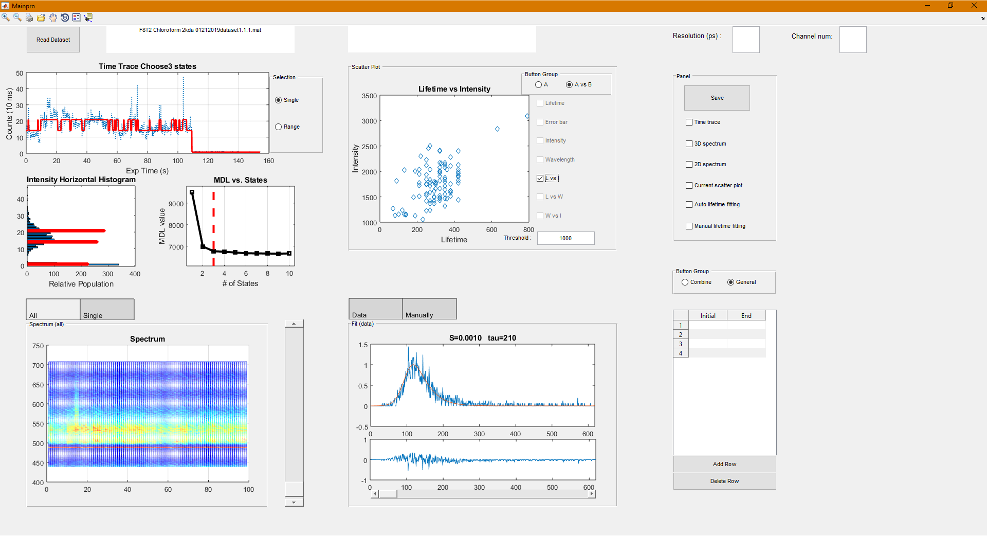 Mainprn
Read Dataset
F8T2 Chloroform 2kda 01212019dataset1.1-1.mat
Resolution (ps) :
Channel num:
Time Trace Choose3 states
Counts (10 ms)
50
40
30
20
10
0
0 20 40 60 80 100 120 140 160
Exp Time (s)
Selection
Single
Range
Intensity Horizontal Histogram
40
30
20
10
0
0 100 200 300 400
Relative Population
MDL vs. States
MDL value
9000
8000
7000
2 4 6 8 10
# of States
Scatter Plot
Button Group
A
A vs B
Lifetime vs Intensity
Intensity
3500
3000
2500
2000
1500
1000
0 200 400 600 800
Lifetime
Lifetime
Error bar
Intensity
Wavelength
L vs I
L vs W
W vs I
Threshold :
1000
Panel
Save
Time trace
3D spectrum
2D spectrum
Current scatter plot
Auto lifetime fitting
Manual lifetime fitting
Button Group
Combine
General
Initial End
1
2
3
4
Add Row
Delete Row
All
Single
Spectrum (all)
Spectrum
750
700
650
600
550
500
450
400
0 20 40 60 80 100
Data
Manually
Fil (data)
S=0.0010 tau=210
1.5
1
0.5
0
-0.5
0 100 200 300 400 500 600
1
0
-1
0 100 200 300 400 500 600